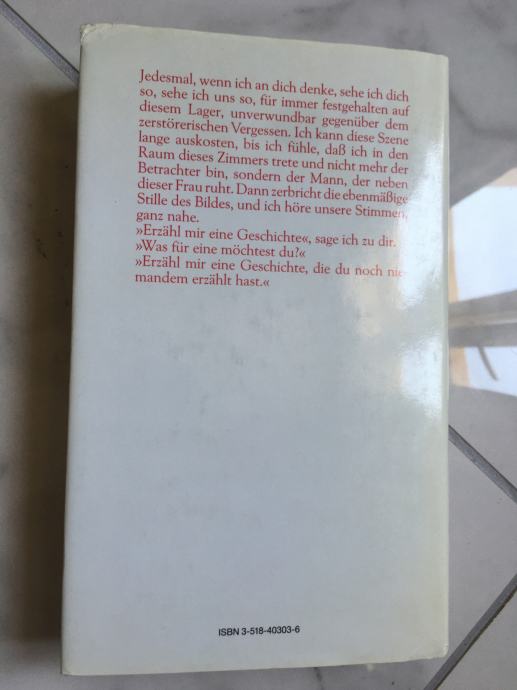 Jedesmal, wenn ich an dich denke, sehe ich dich
so, sehe ich uns so, für immer festgehalten auf
diesem Lager, unverwundbar gegenüber dem
zerstörerischen Vergessen. Ich kann diese Szene
lange auskosten, bis ich fühle, daß ich in den
Raum dieses Zimmers trete und nicht mehr der
Betrachter bin, sondern der Mann, der neben
dieser Frau ruht. Dann zerbricht die ebenmäßige
Stille des Bildes, und ich höre unsere Stimmen,
ganz nahe.
»Erzähl mir eine Geschichte«, sage ich zu dir.
»Was für eine möchtest du?«
»Erzähl mir eine Geschichte, die du noch nie-
mandem erzählt hast.«
ISBN 3-518-40303-6